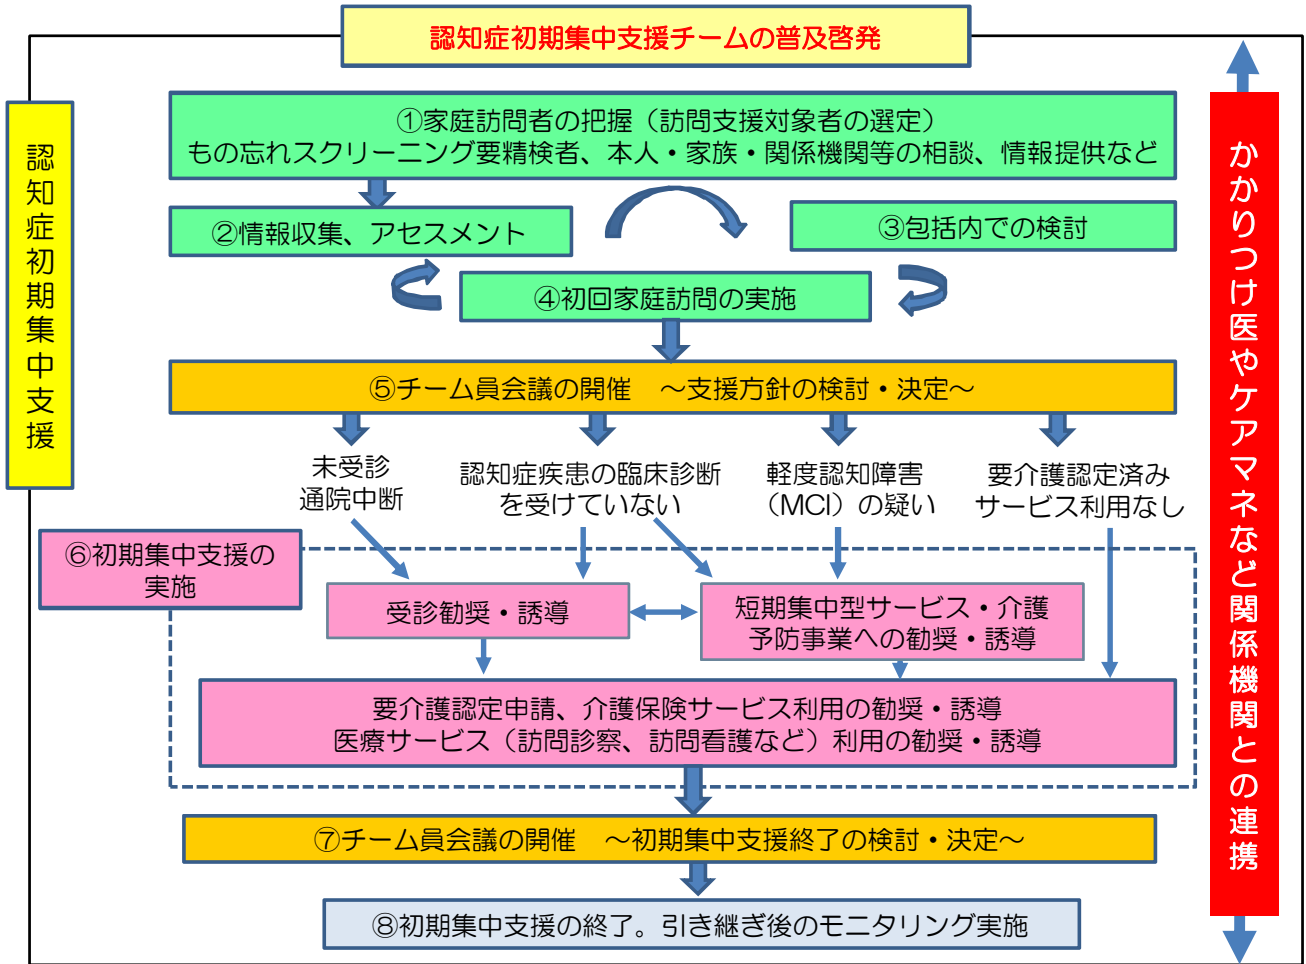 認知症初期集中支援チームの普及啓発
認知症初期集中支援
①家庭訪問者の把握（訪問支援対象者の選定）
もの忘れスクリーニング要精検者、本人・家族・関係機関等の相談、情報提供など
②情報収集、アセスメント
③包括内での検討
④初回家庭訪問の実施
⑤チーム員会議の開催　～支援方針の検討・決定～
未受診
通院中断
認知症疾患の臨床診断
を受けていない
軽度認知障害
（MCI）の疑い
要介護認定済み
サービス利用なし
⑥初期集中支援の
実施
受診勧奨・誘導
短期集中型サービス・介護
予防事業への勧奨・誘導
要介護認定申請、介護保険サービス利用の勧奨・誘導
医療サービス（訪問診察、訪問看護など）利用の勧奨・誘導
⑦チーム員会議の開催　～初期集中支援終了の検討・決定～
⑧初期集中支援の終了。引き継ぎ後のモニタリング実施
かかりつけ医やケアマネなど関係機関との連携